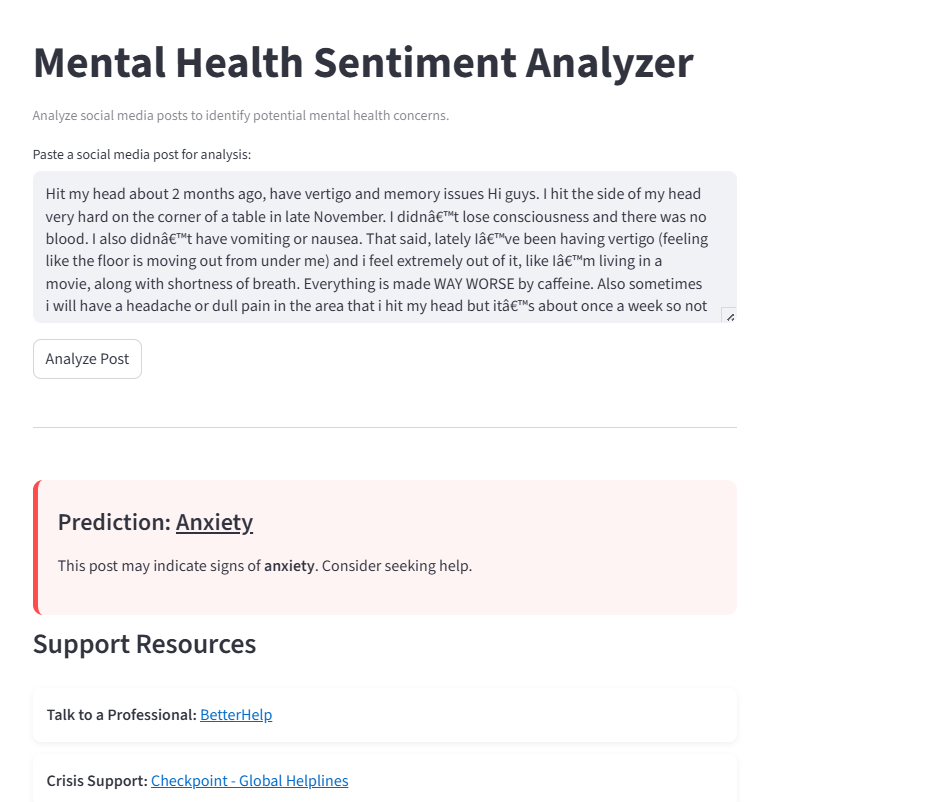 Mental Health Sentiment Analyzer
Analyze social media posts to identify potential mental health concerns.
Paste a social media post for analysis:
Hit my head about 2 months ago, have vertigo and memory issues Hi guys. I hit the side of my head
very hard on the corner of a table in late November. I didnâ€™t lose consciousness and there was no
blood. I also didnâ€™t have vomiting or nausea. That said, lately Iâ€™ve been having vertigo (feeling
like the floor is moving out from under me) and i feel extremely out of it, like Iâ€™m living in a
movie, along with shortness of breath. Everything is made WAY WORSE by caffeine. Also sometimes
i will have a headache or dull pain in the area that i hit my head but itâ€™s about once a week so not
Analyze Post
Prediction: Anxiety
This post may indicate signs of anxiety. Consider seeking help.
Support Resources
Talk to a Professional: BetterHelp
Crisis Support: Checkpoint - Global Helplines